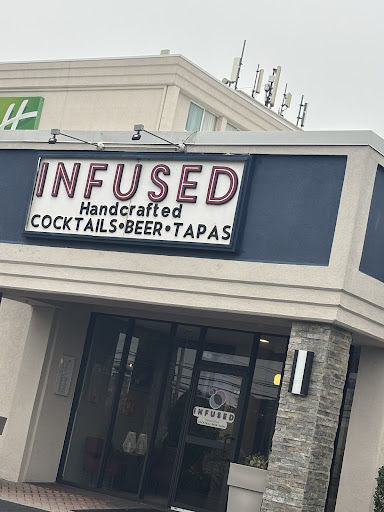 H
INFUSED
Handcrafted
COCKTAILS•BEER•TAPAS
INFUSED